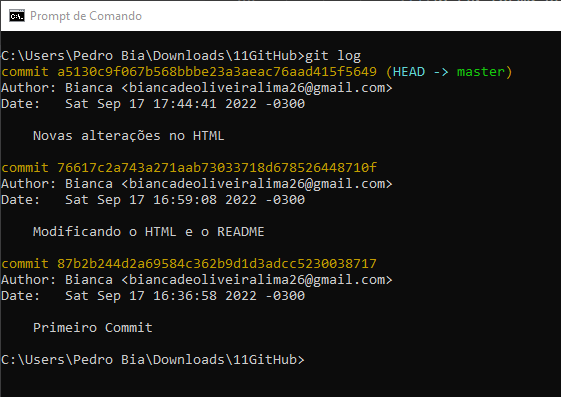 Prompt de Comando
C:\Users\Pedro Bia\Downloads\11GitHub>git log
commit a5130c9f067b568bbbe23a3aeac76aad415f5649 (HEAD -> master)
Author: Bianca <biancadeoliveiralima26@gmail.com>
Date:   Sat Sep 17 17:44:41 2022 -0300
Novas alterações no HTML
commit 76617c2a743a271aab73033718d678526448710f
Author: Bianca <biancadeoliveiralima26@gmail.com>
Date:   Sat Sep 17 16:59:08 2022 -0300
Modificando o HTML e o README
commit 87b2b244d2a69584c362b9d1d3adcc5230038717
Author: Bianca <biancadeoliveiralima26@gmail.com>
Date:   Sat Sep 17 16:36:58 2022 -0300
Primeiro Commit
C:\Users\Pedro Bia\Downloads\11GitHub>